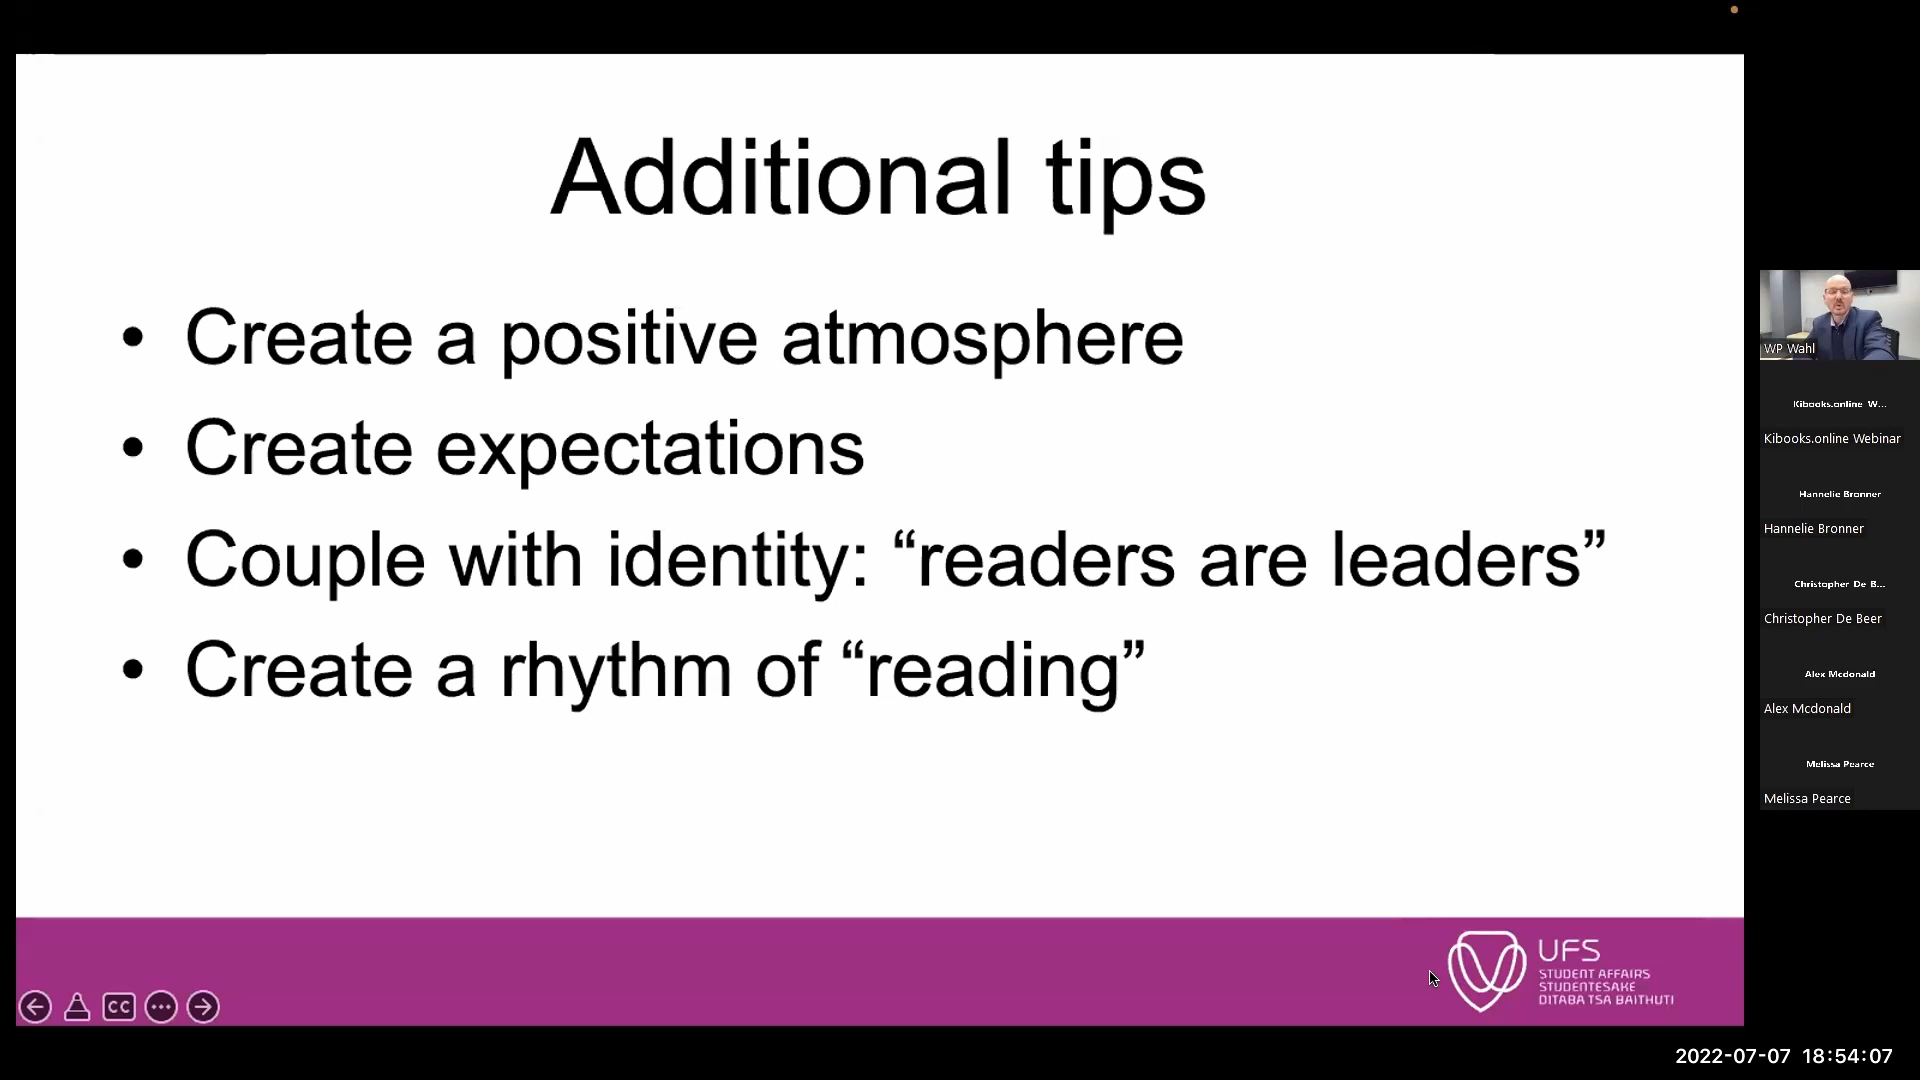 Additional tips
• Create a positive atmosphere
• Create expectations
• Couple with identity: “readers are leaders”
• Create a rhythm of “reading”
WP Wahl
Kibooks.online W...
Kibooks.online Webinar
Hannelie Bronner
Hannelie Bronner
Christopher De B...
Christopher De Beer
Alex Mcdonald
Alex Mcdonald
Melissa Pearce
Melissa Pearce
CC
UFS
STUDENT AFFAIRS
STUDENTESAKE
DITABA TSA BAITHUTI
2022-07-07 18:54:07